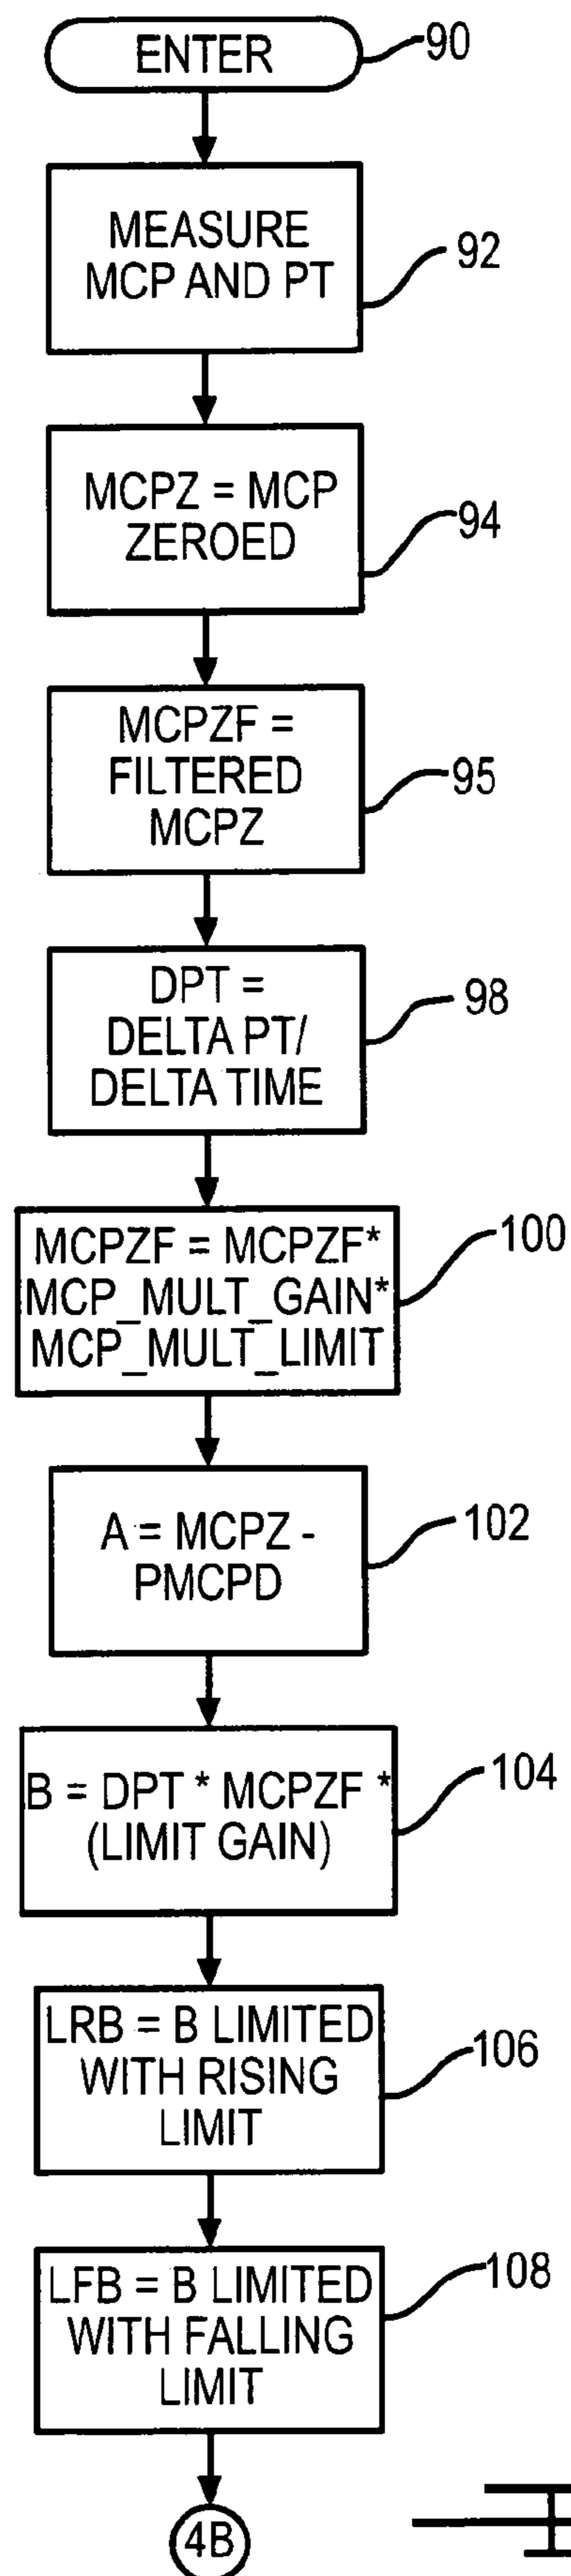 ENTER
90
MEASURE
MCP AND PT
92
MCPZ = MCP
ZEROED
94
MCPZF =
FILTERED
MCPZ
95
DPT =
DELTA PT/
DELTA TIME
98
MCPZF = MCPZF*
MCP_MULT_GAIN*
MCP_MULT_LIMIT
100
A = MCPZ -
PMCPD
102
B = DPT * MCPZF *
(LIMIT GAIN)
104
LRB = B LIMITED
WITH RISING
LIMIT
106
LFB = B LIMITED
WITH FALLING
LIMIT
108
4B